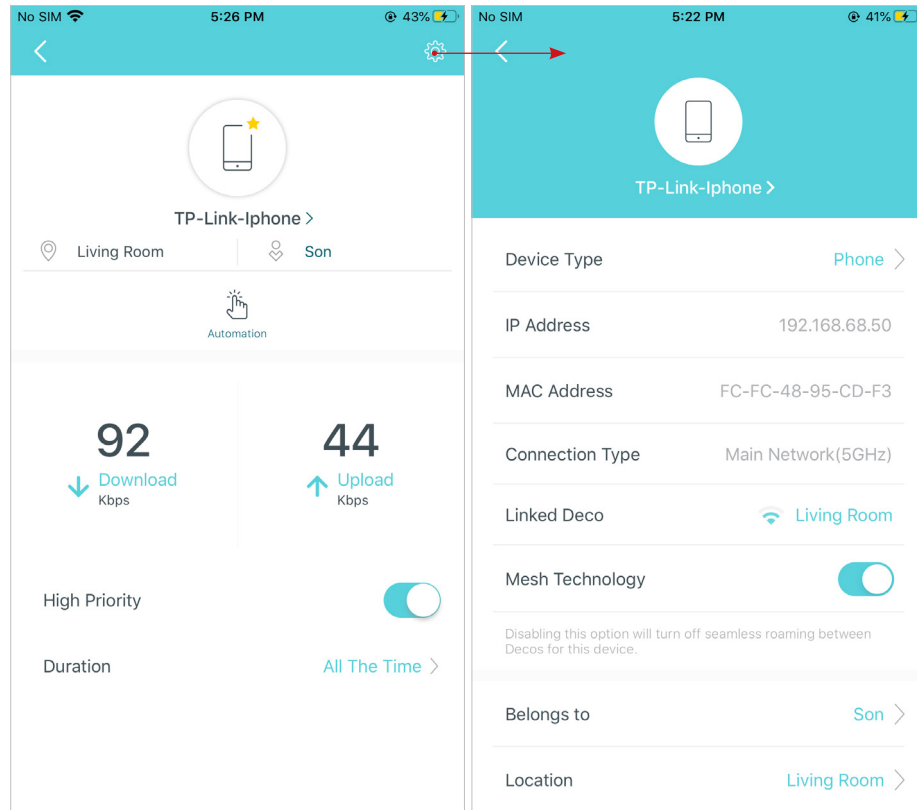 No SIM 5:26 PM 43%
TP-Link-Iphone >
Living Room Son
Automation
92 44
Download Upload
Kbps Kbps
High Priority
Duration All The Time >
No SIM 5:22 PM 41%
TP-Link-Iphone >
Device Type Phone >
IP Address 192.168.68.50
MAC Address FC-FC-48-95-CD-F3
Connection Type Main Network(5GHz)
Linked Deco Living Room
Mesh Technology
Disabling this option will turn off seamless roaming between
Decos for this device.
Belongs to Son >
Location Living Room >